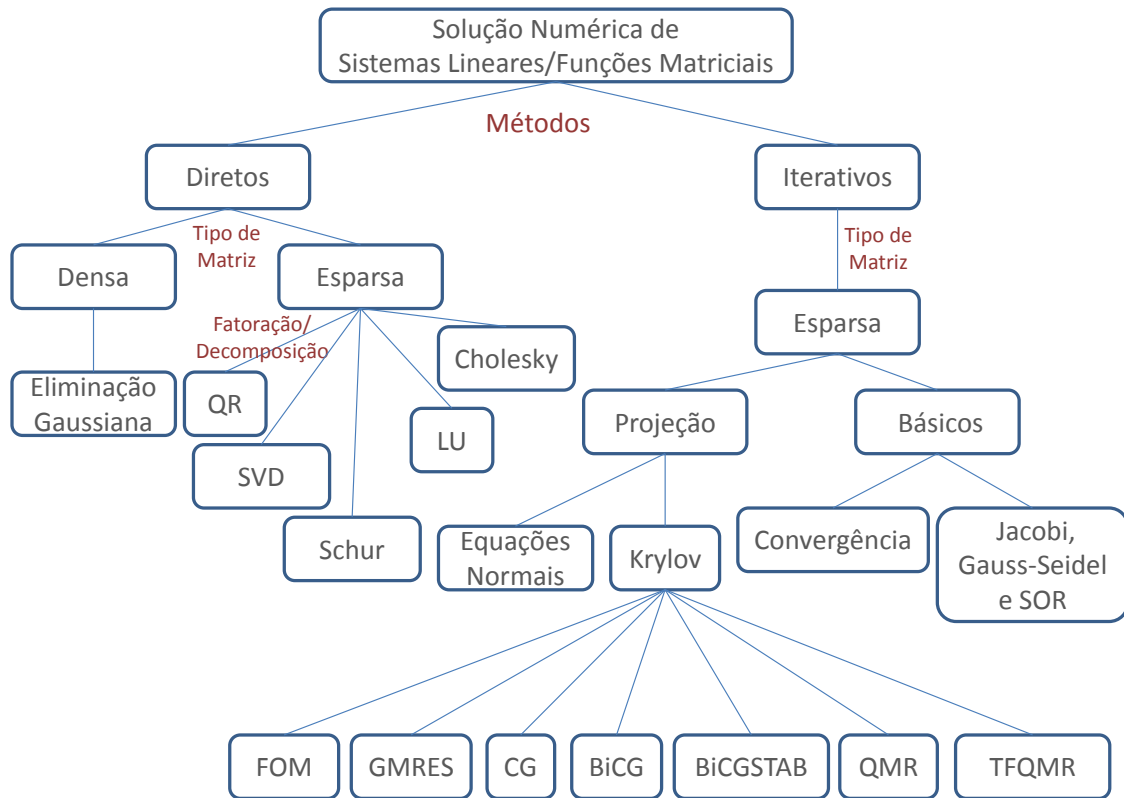 Solução Numérica de
Sistemas Lineares/Funções Matriciais
Métodos
Diretos
Iterativos
Tipo de
Matriz
Tipo de
Matriz
Densa
Esparsa
Esparsa
Fatoração/
Decomposição
Cholesky
Eliminação
Gaussiana
QR
LU
SVD
Schur
Projeção
Básicos
Equações
Normais
Krylov
Convergência
Jacobi,
Gauss-Seidel
e SOR
FOM
GMRES
CG
BiCG
BiCGSTAB
QMR
TFQMR